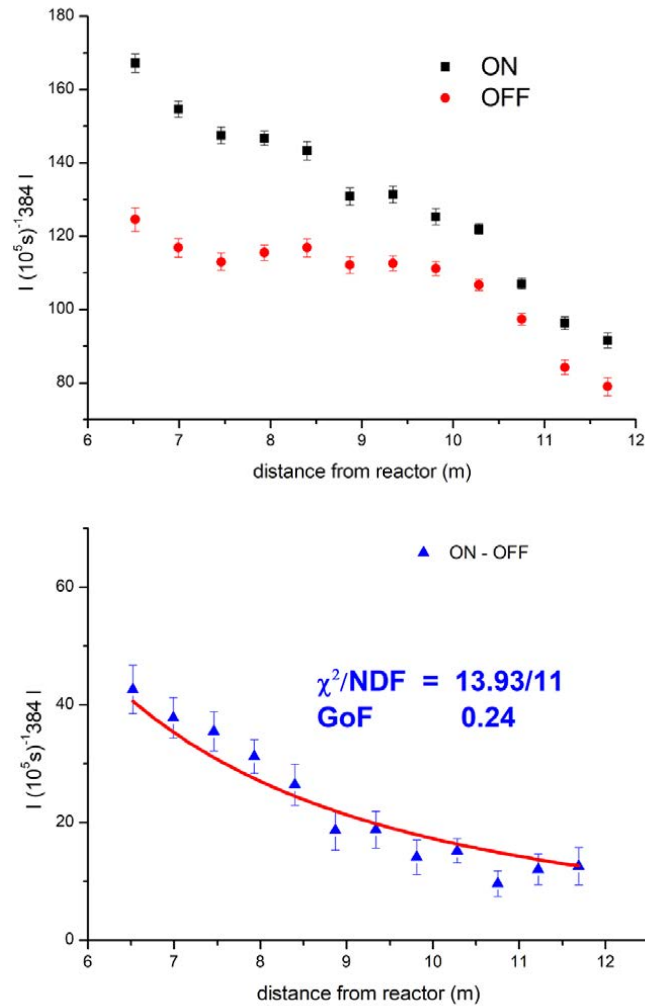 180
160
140
120
100
80
I (10⁵s)⁻¹384 l
ON
OFF
6 7 8 9 10 11 12
distance from reactor (m)
60
40
20
0
I (10⁵s)⁻¹384 l
ON - OFF
χ²/NDF = 13.93/11
GoF 0.24
6 7 8 9 10 11 12
distance from reactor (m)